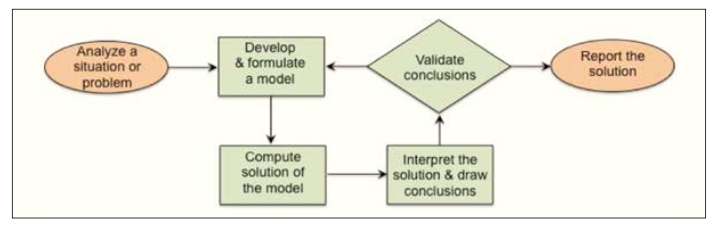 Analyze a
situation or
problem
Develop
& formulate
a model
Validate
conclusions
Report the
solution
Compute
solution of
the model
Interpret the
solution & draw
conclusions